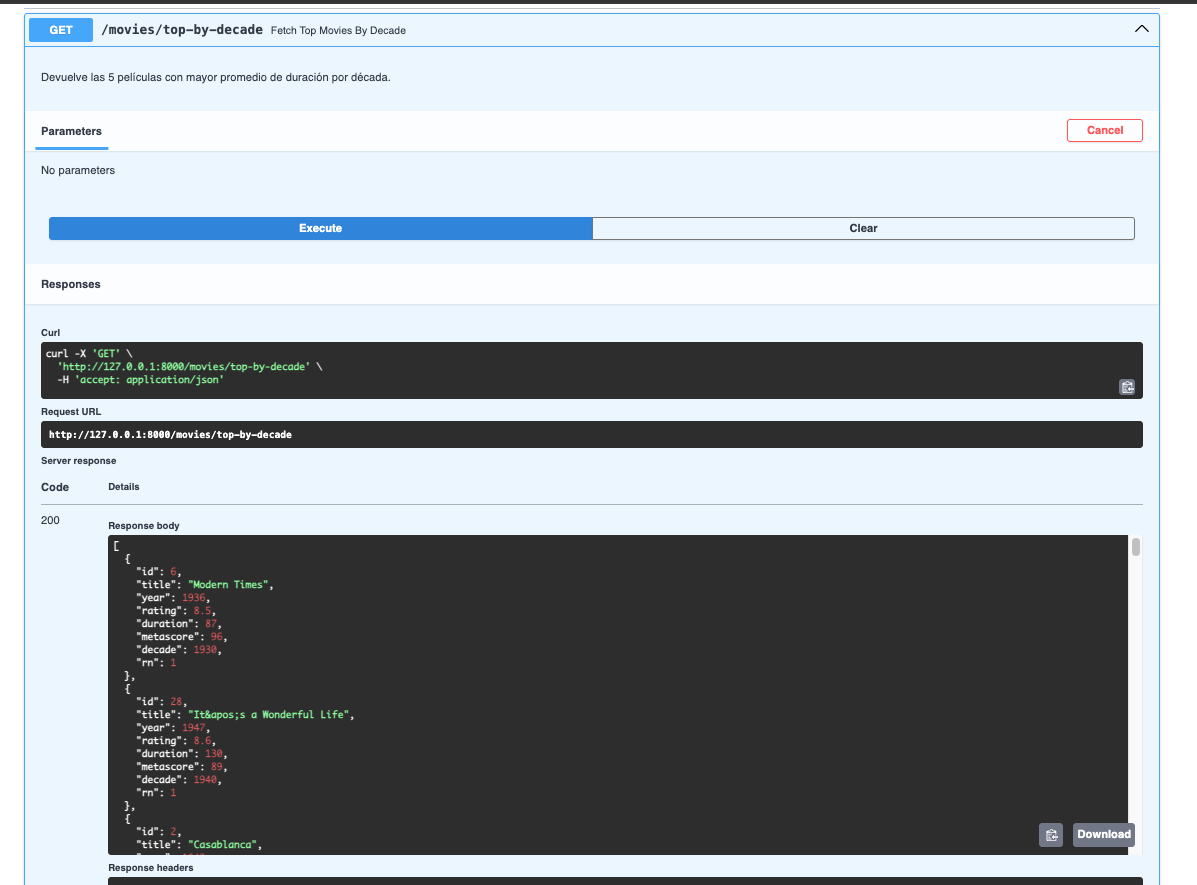 GET /movies/top-by-decade Fetch Top Movies By Decade
Devuelve las 5 películas con mayor promedio de duración por década.
Parameters
Cancel
No parameters
Execute
Clear
Responses
Curl
curl -X 'GET' \
  'http://127.0.0.1:8000/movies/top-by-decade' \
  -H 'accept: application/json'
Request URL
http://127.0.0.1:8000/movies/top-by-decade
Server response
Code Details
200
Response body
[
  {
    "id": 6,
    "title": "Modern Times",
    "year": 1936,
    "rating": 8.5,
    "duration": 87,
    "metascore": 96,
    "decade": 1930,
    "rn": 1
  },
  {
    "id": 28,
    "title": "It&apos;s a Wonderful Life",
    "year": 1947,
    "rating": 8.6,
    "duration": 130,
    "metascore": 89,
    "decade": 1940,
    "rn": 1
  },
  {
    "id": 2,
    "title": "Casablanca",
Download
Response headers